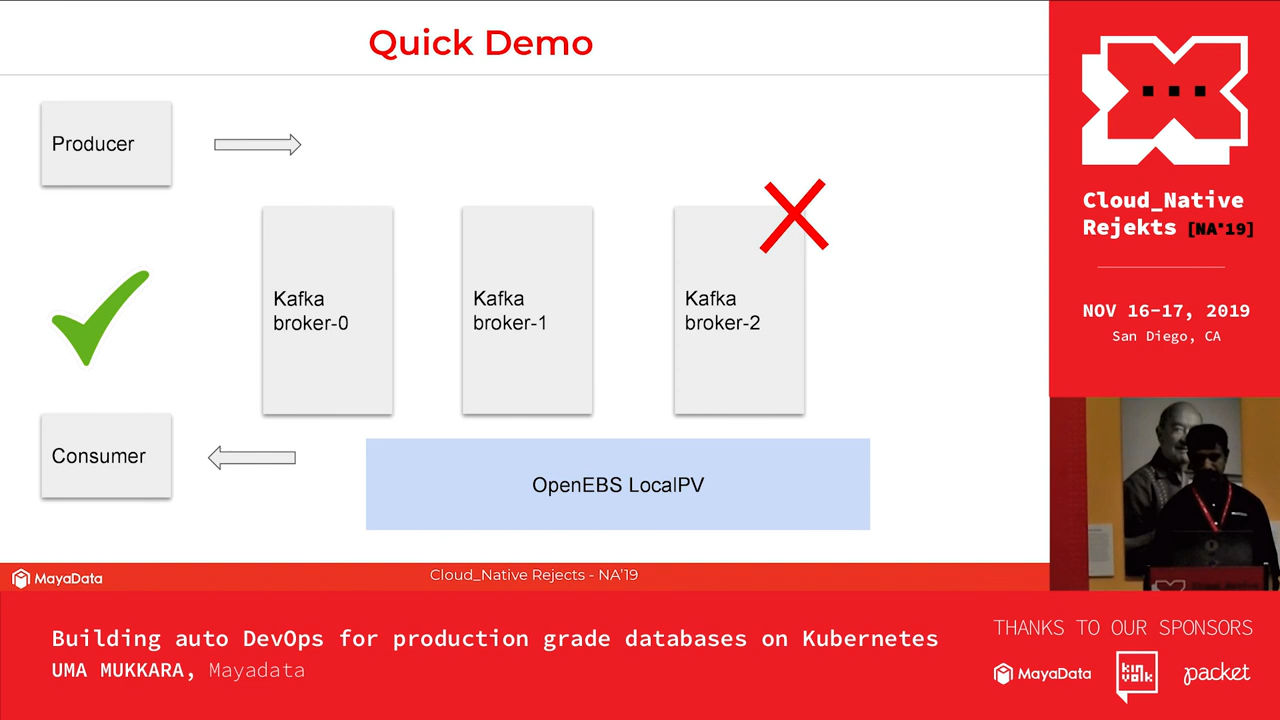 Quick Demo
Producer
Kafka
broker-0
Kafka
broker-1
Kafka
broker-2
Consumer
OpenEBS LocalPV
MayaData
Cloud_Native Rejects - NA'19
Cloud_Native
Rejekts [NA'19]
NOV 16-17, 2019
San Diego, CA
Building auto DevOps for production grade databases on Kubernetes
UMA MUKKARA, Mayadata
THANKS TO OUR SPONSORS
MayaData
kinvolk
packet